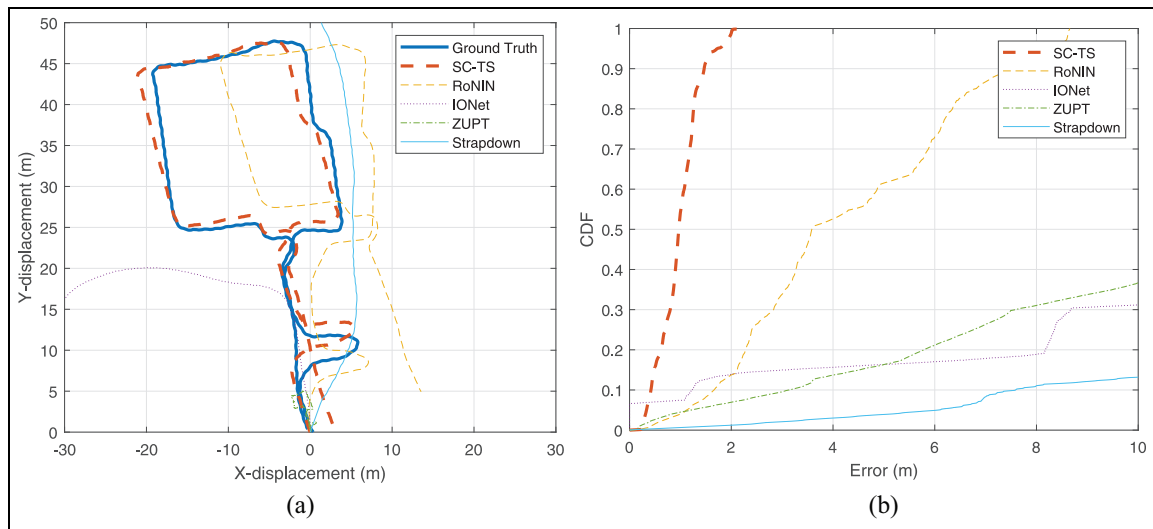 50
45
40
35
30
25
20
15
10
5
0
Y-displacement (m)
-30
-20
-10
0
10
20
30
X-displacement (m)
Ground Truth
SC-TS
RoNIN
IONet
ZUPT
Strapdown
(a)
1
0.9
0.8
0.7
0.6
0.5
0.4
0.3
0.2
0.1
0
CDF
0
2
4
6
8
10
Error (m)
SC-TS
RoNIN
IONet
ZUPT
Strapdown
(b)